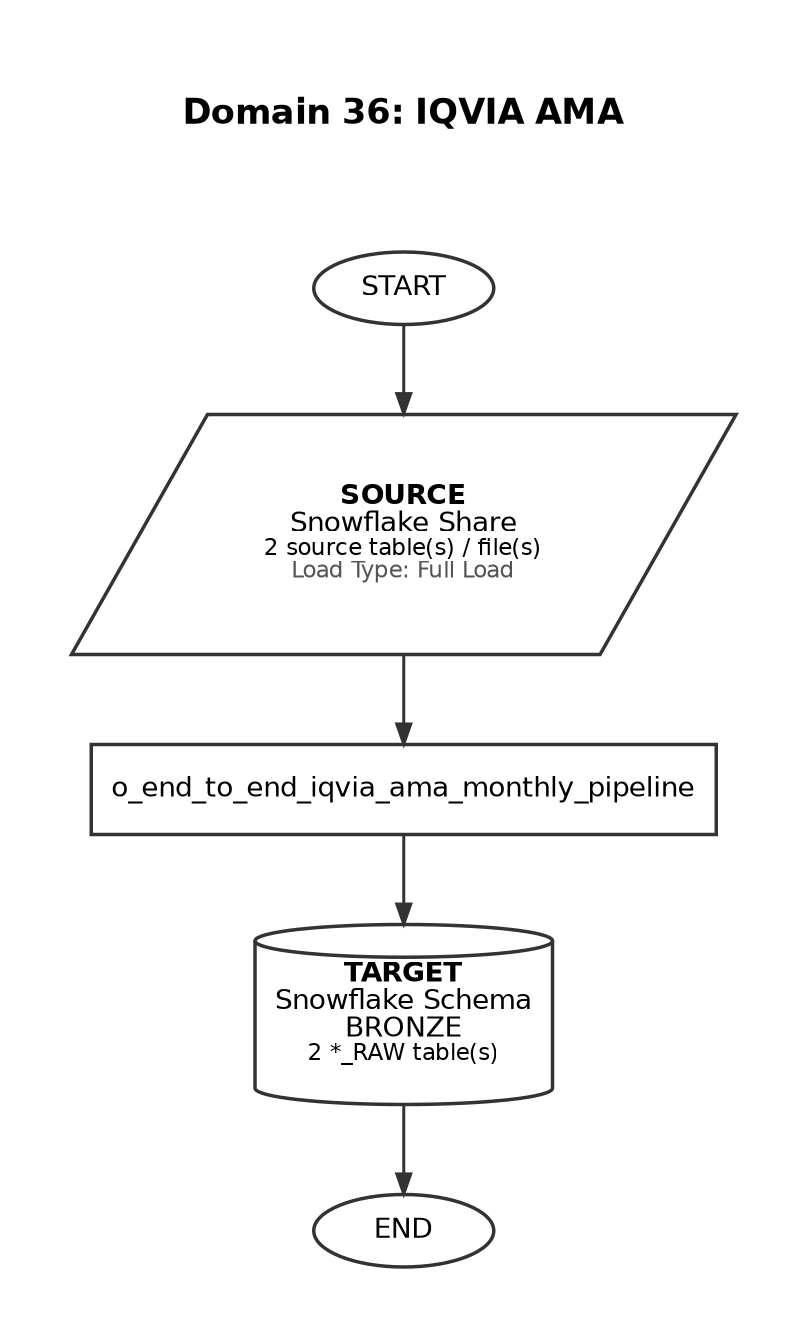 Domain 36: IQVIA AMA
START
SOURCE
Snowflake Share
2 source table(s) / file(s)
Load Type: Full Load
o_end_to_end_iqvia_ama_monthly_pipeline
TARGET
Snowflake Schema
BRONZE
2 *_RAW table(s)
END